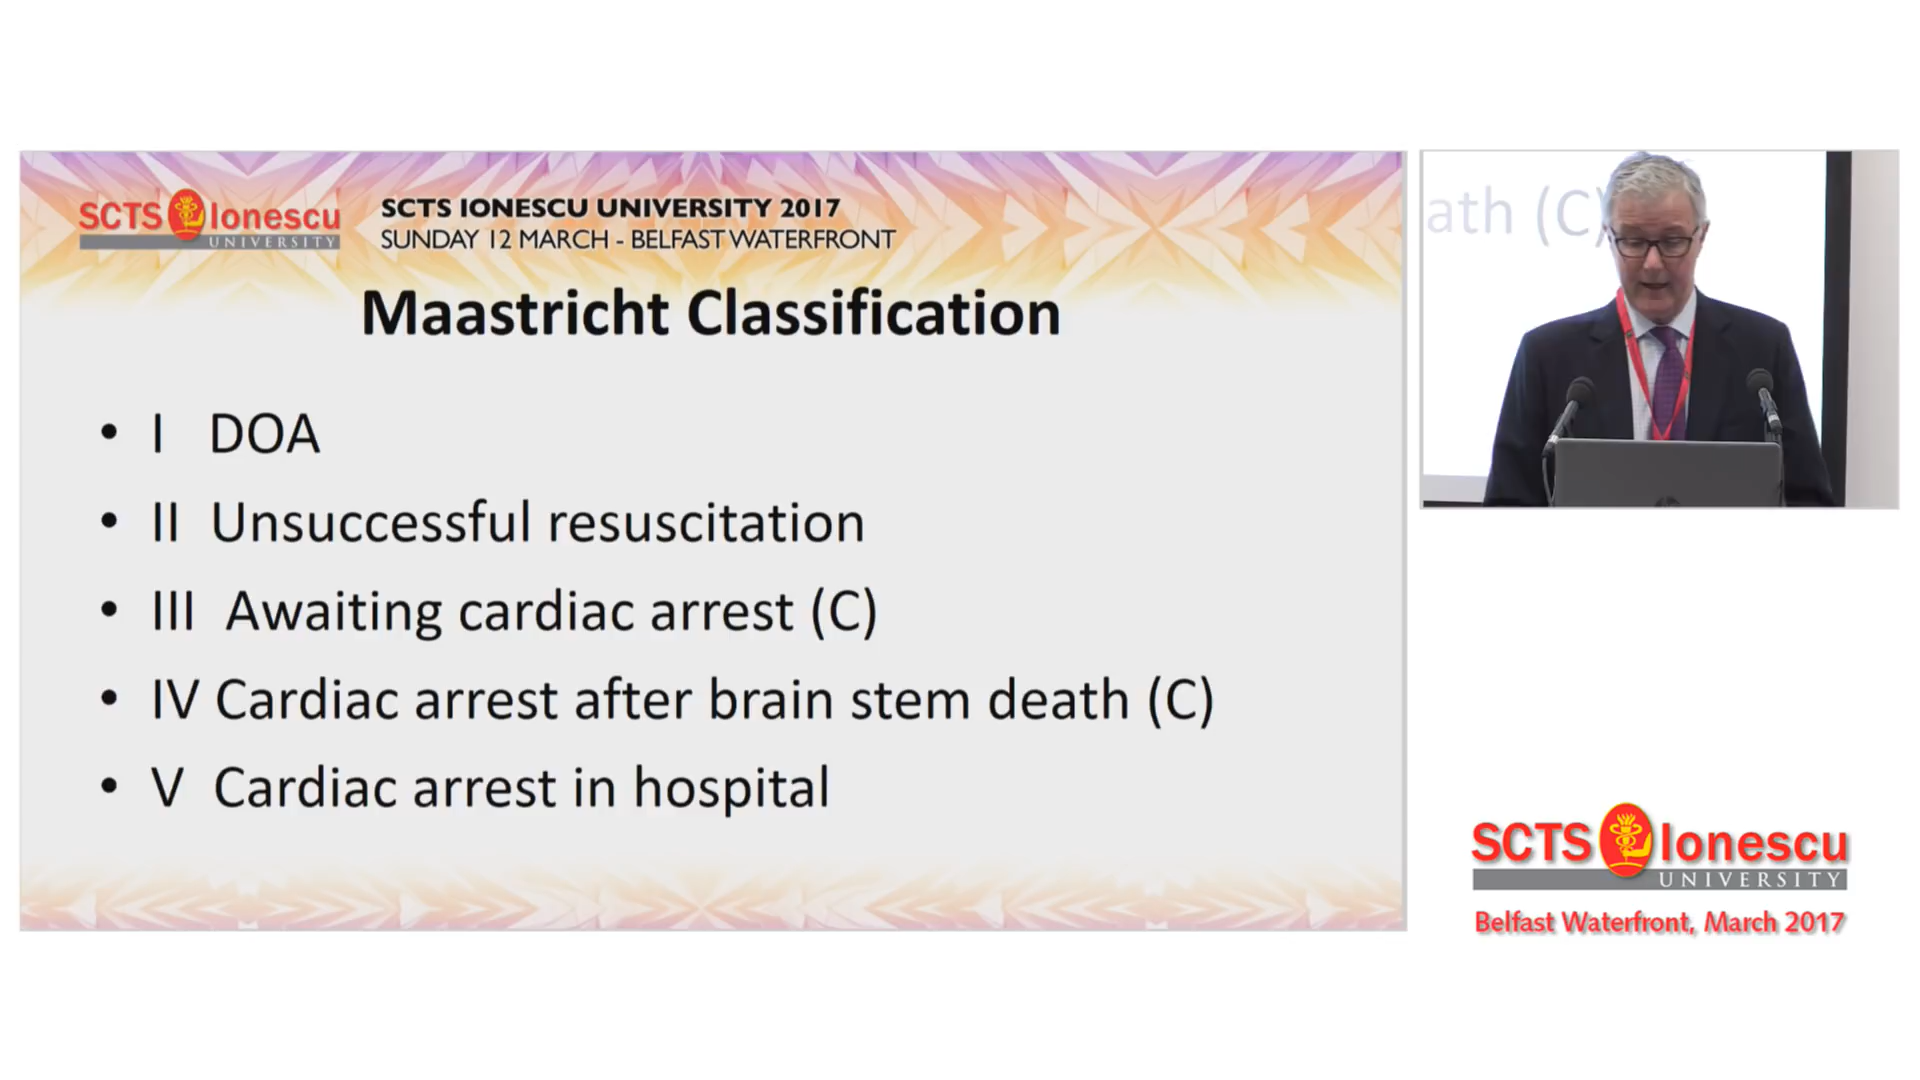 SCTS Ionescu
UNIVERSITY
SCTS IONESCU UNIVERSITY 2017
SUNDAY 12 MARCH - BELFAST WATERFRONT
Maastricht Classification
• I DOA
• II Unsuccessful resuscitation
• III Awaiting cardiac arrest (C)
• IV Cardiac arrest after brain stem death (C)
• V Cardiac arrest in hospital
ath (C)
SCTS Ionescu
UNIVERSITY
Belfast Waterfront, March 2017